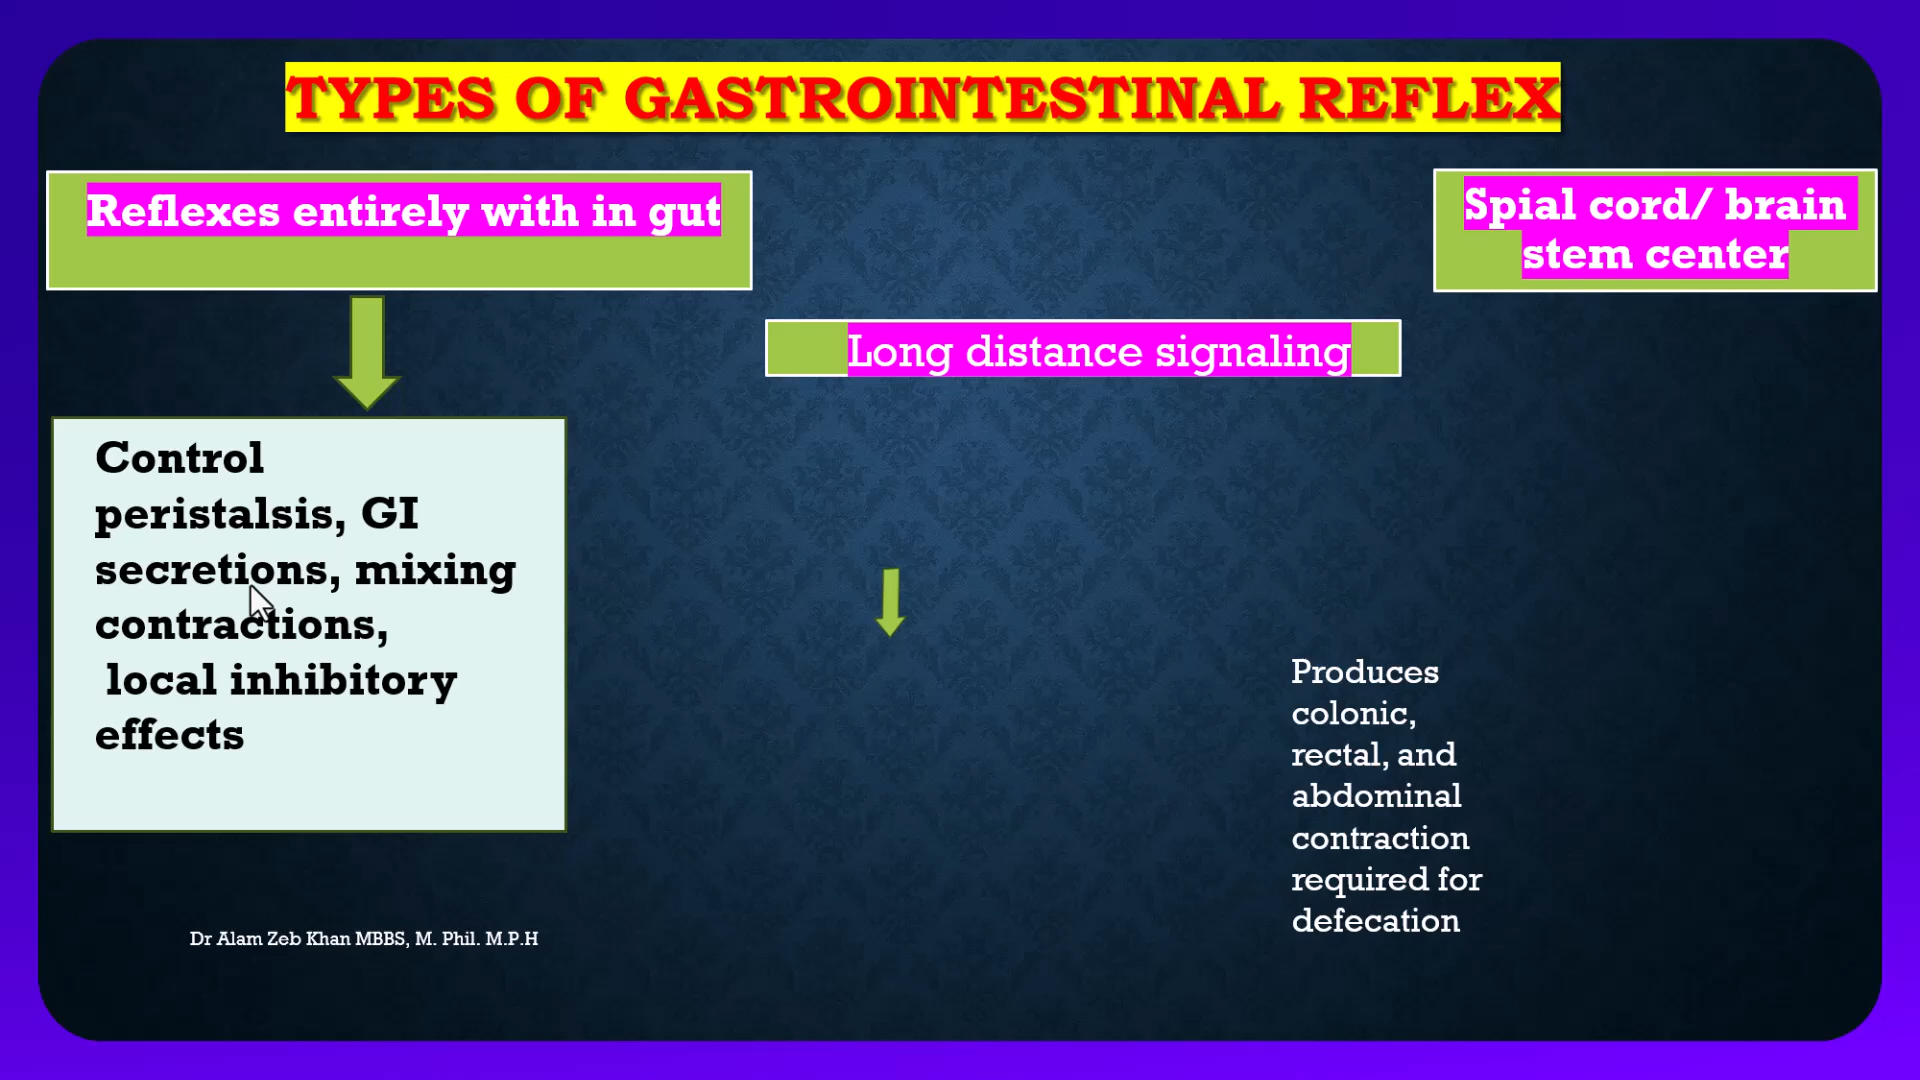 TYPES OF GASTROINTESTINAL REFLEX
Reflexes entirely with in gut
Spial cord/ brain
stem center
Long distance signaling
Control
peristalsis, GI
secretions, mixing
contractions,
local inhibitory
effects
Produces
colonic,
rectal, and
abdominal
contraction
required for
defecation
Dr Alam Zeb Khan MBBS, M. Phil. M.P.H